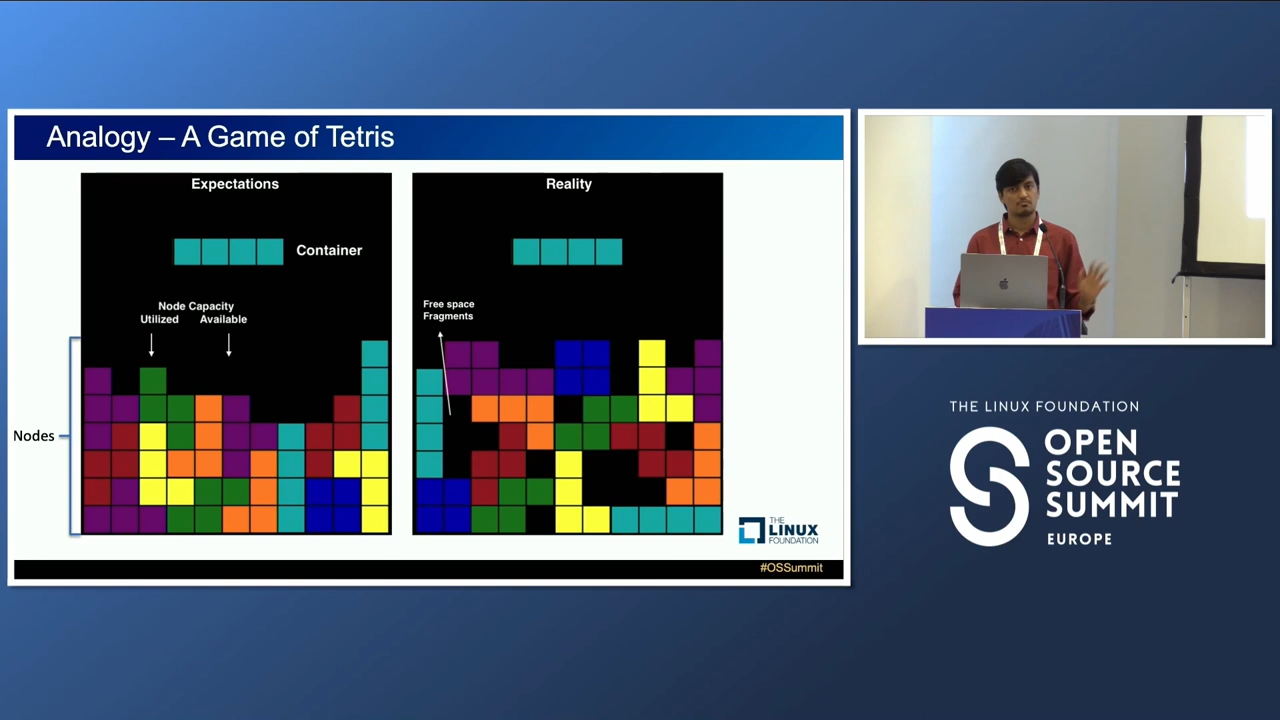 Analogy – A Game of Tetris
Expectations
Container
Node Capacity
Utilized Available
Nodes
Reality
Free space
Fragments
THE
LINUX
FOUNDATION
#OSSummit
THE LINUX FOUNDATION
OPEN
SOURCE
SUMMIT
EUROPE